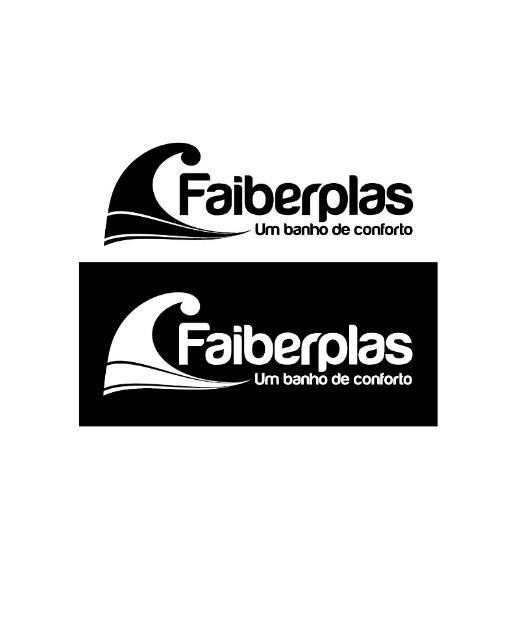 Faiberplas
Um banho de conforto
Faiberplas
Um banho de conforto